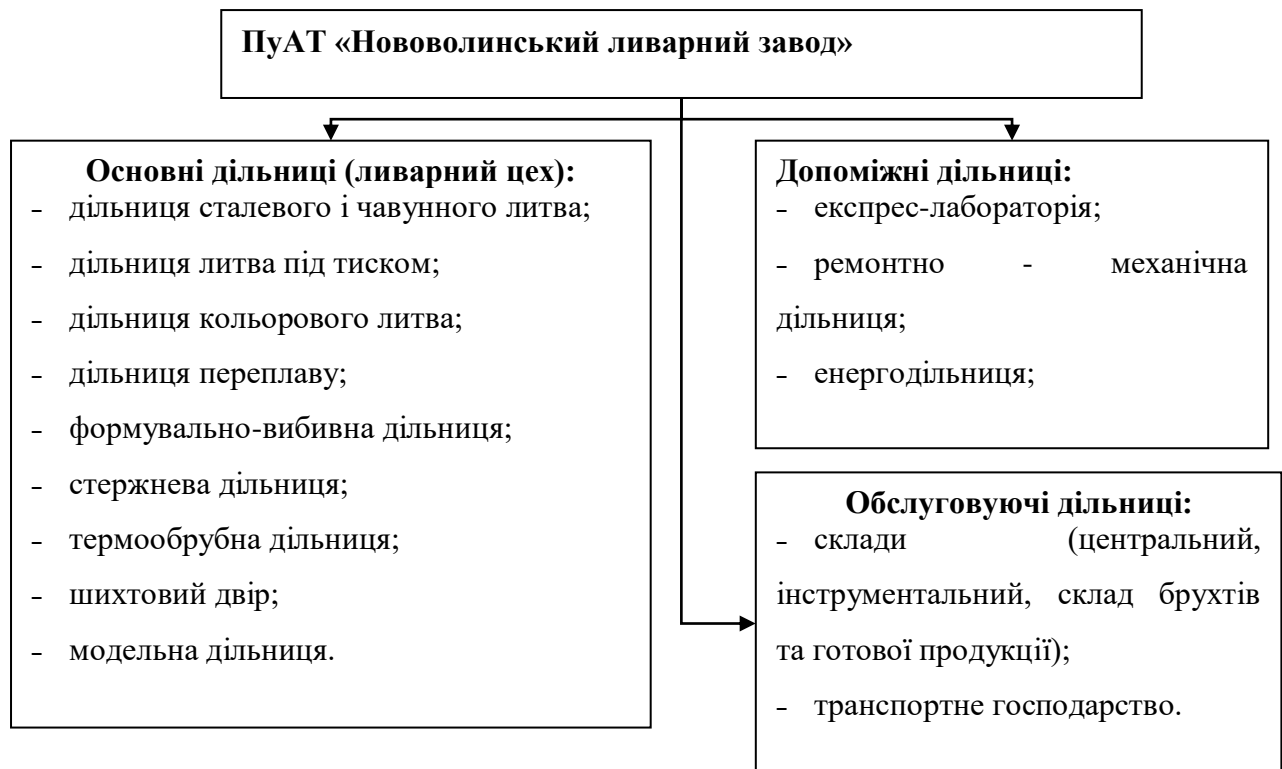 ПуАТ «Нововолинський ливарний завод»
Основні дільниці (ливарний цех):
- дільниця сталевого і чавунного литва;
- дільниця литва під тиском;
- дільниця кольорового литва;
- дільниця переплаву;
- формувально-вибивна дільниця;
- стержнева дільниця;
- термообрубна дільниця;
- шихтовий двір;
- модельна дільниця.
Допоміжні дільниці:
- експрес-лабораторія;
- ремонтно - механічна
дільниця;
- енергодільниця;
Обслуговуючі дільниці:
- склади (центральний,
інструментальний, склад брухтів
та готової продукції);
- транспортне господарство.